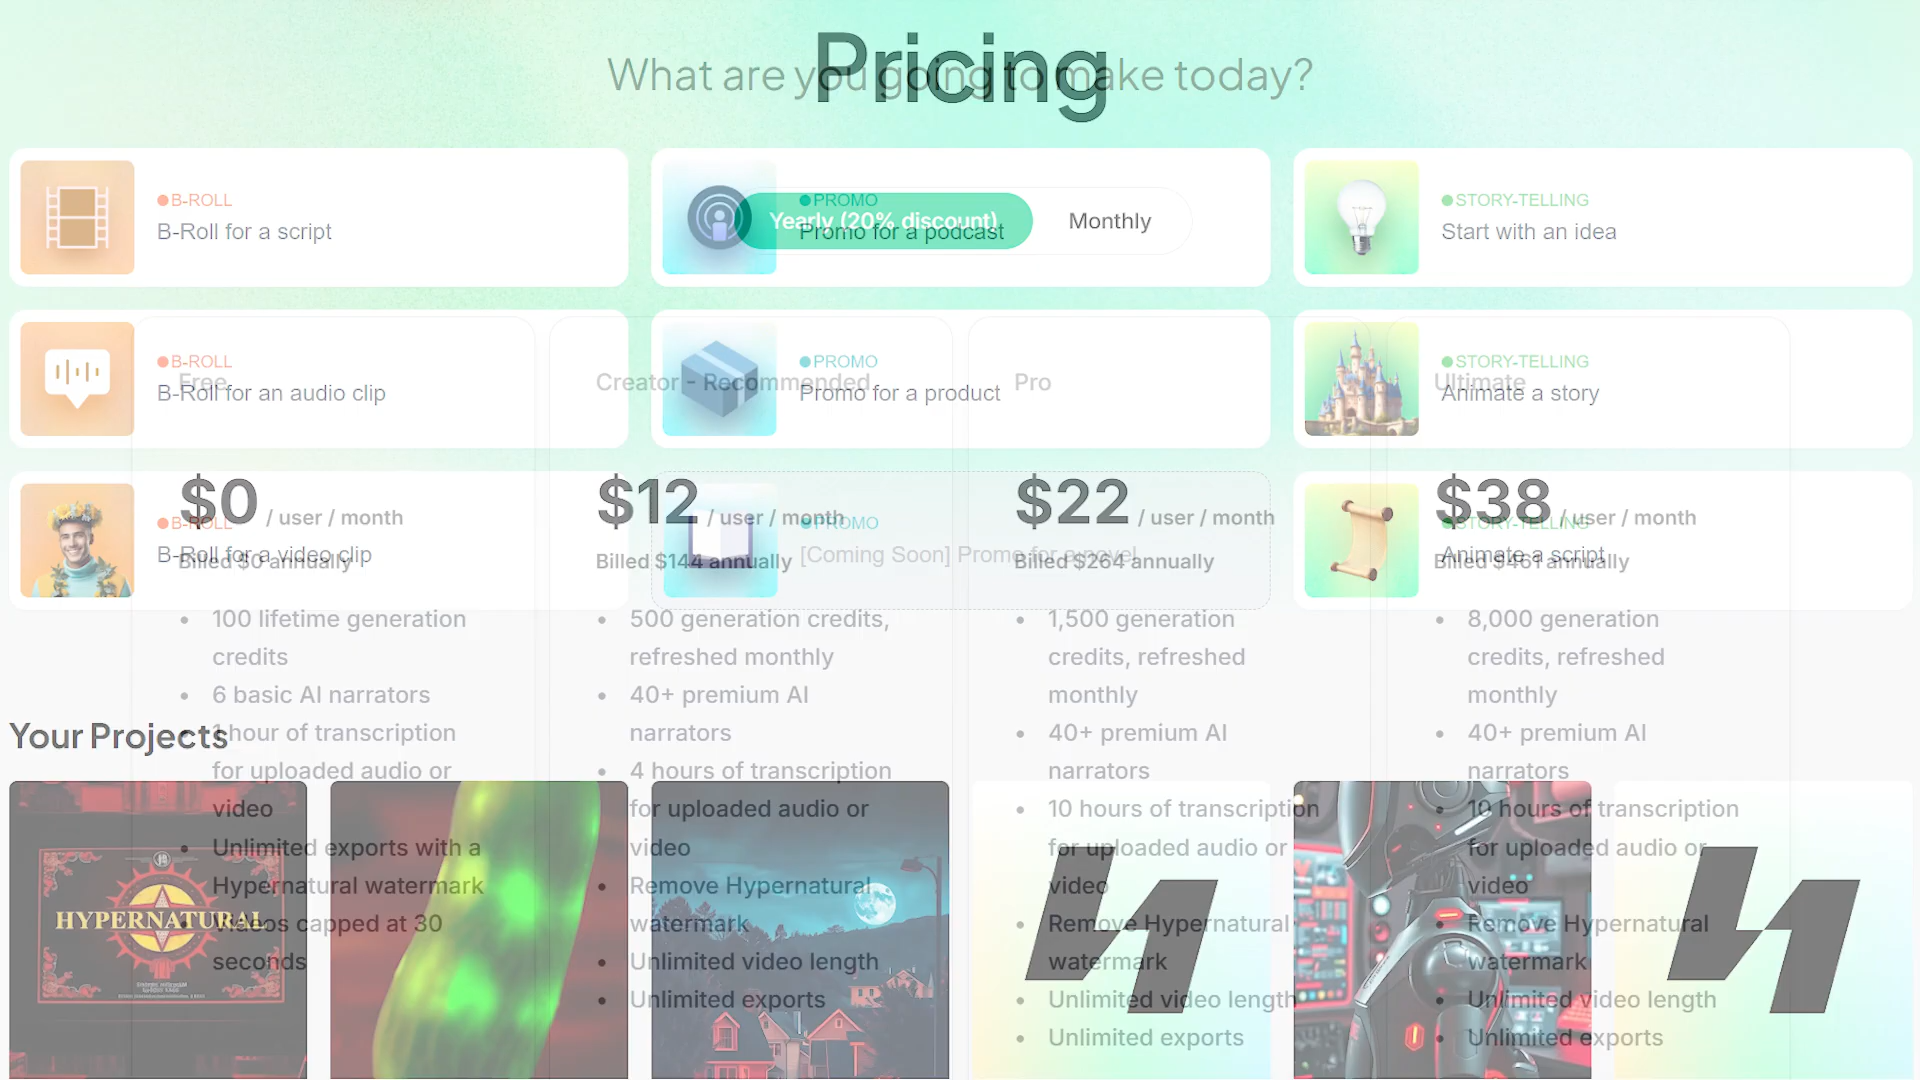 Pricing
What are you going to make today?
B-ROLL
B-Roll for a script
PROMO
Promo for a podcast
Yearly (20% discount)
Monthly
STORY-TELLING
Start with an idea
B-ROLL
B-Roll for an audio clip
PROMO
Promo for a product
STORY-TELLING
Animate a story
B-ROLL
B-Roll for a video clip
PROMO
[Coming Soon] Promo for a novel
STORY-TELLING
Animate a script
Your Projects
HYPERNATURAL
Free
$0 / user / month
Billed $0 annually
100 lifetime generation
credits
6 basic AI narrators
1 hour of transcription
for uploaded audio or
video
Unlimited exports with a
Hypernatural watermark
Videos capped at 30
seconds
Creator - Recommended
$12 / user / month
Billed $144 annually
500 generation credits,
refreshed monthly
40+ premium AI
narrators
4 hours of transcription
for uploaded audio or
video
Remove Hypernatural
watermark
Unlimited video length
Unlimited exports
Pro
$22 / user / month
Billed $264 annually
1,500 generation
credits, refreshed
monthly
40+ premium AI
narrators
10 hours of transcription
for uploaded audio or
video
Remove Hypernatural
watermark
Unlimited video length
Unlimited exports
Ultimate
$38 / user / month
Billed $461 annually
8,000 generation
credits, refreshed
monthly
40+ premium AI
narrators
10 hours of transcription
for uploaded audio or
video
Remove Hypernatural
watermark
Unlimited video length
Unlimited exports